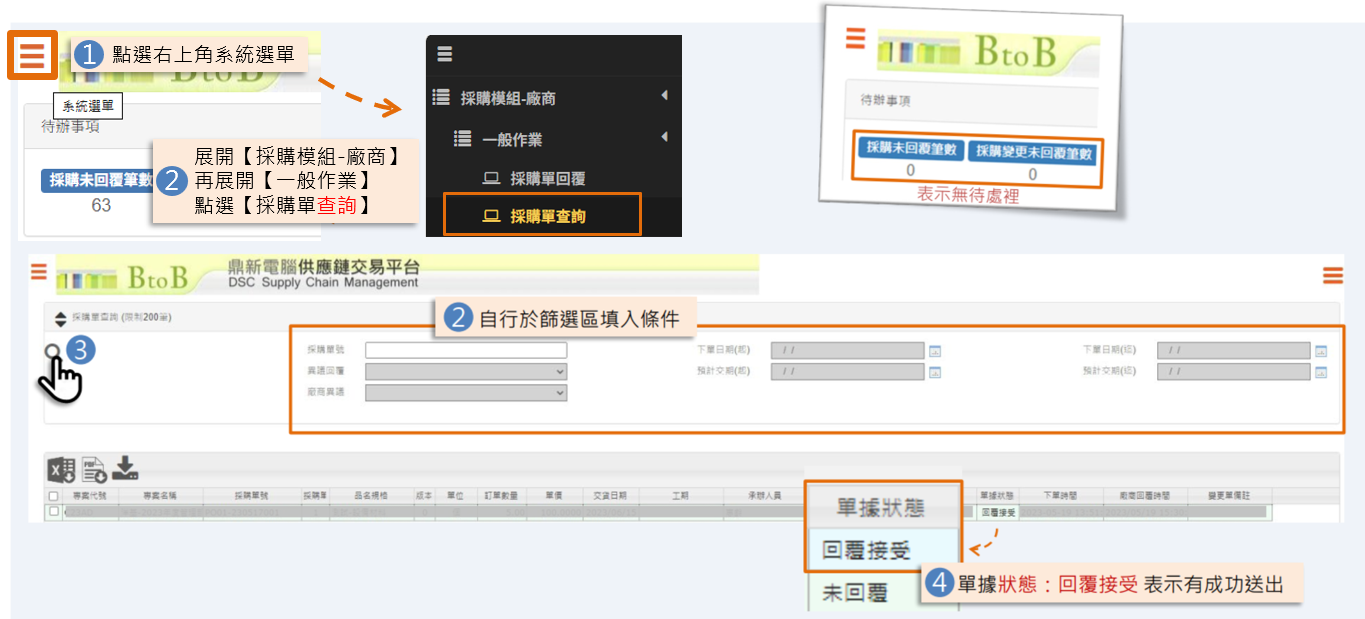 1 點選右上角系統選單
BtoB
系統選單
待辦事項
採購未回覆筆數
63
2 展開【採購模組-廠商】
再展開【一般作業】
點選【採購單查詢】
採購模組-廠商
一般作業
採購單回覆
採購單查詢
BtoB
待辦事項
採購未回覆筆數 採購變更未回覆筆數
0 0
表示無待處裡
BtoB 鼎新電腦供應鏈交易平台
DSC Supply Chain Management
採購單查詢 (限制200筆)
2 自行於篩選區填入條件
3
採購單號 下單日期(起) / / 下單日期(迄) / /
異議回覆 預計交期(起) / / 預計交期(迄) / /
廠商異議
專案代號 專案名稱 採購單號 採購單 品名規格 成本 單位 訂單數量 單價 交貨日期 工期 承辦人員 單據狀態 下單時間 廠商回覆時間 變更單備註
回覆接受
單據狀態
回覆接受
未回覆
4 單據狀態：回覆接受 表示有成功送出